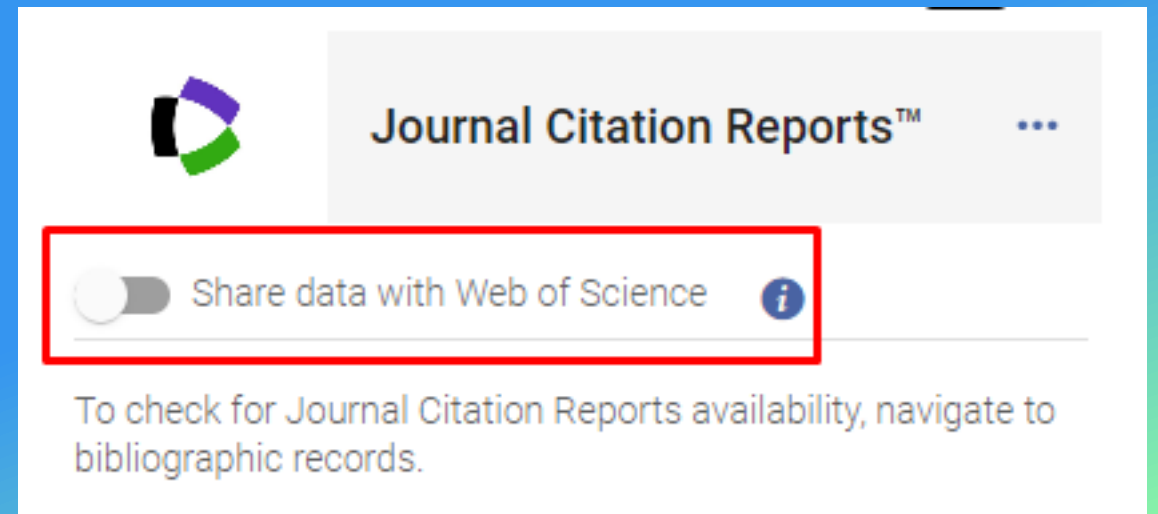 Journal Citation Reports™
Share data with Web of Science
To check for Journal Citation Reports availability, navigate to
bibliographic records.